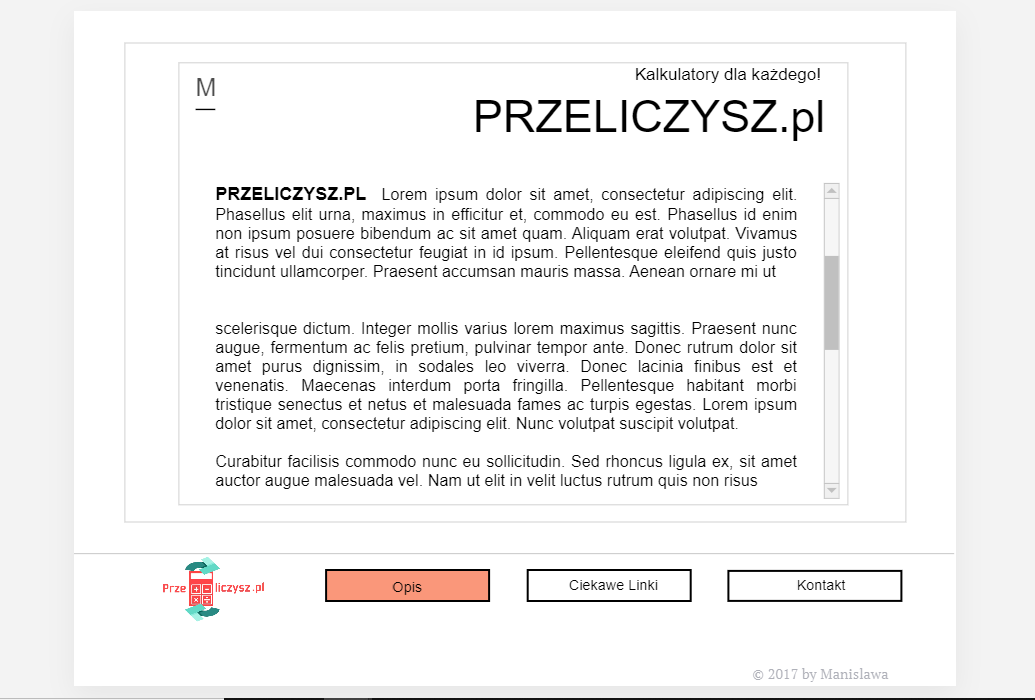 Kalkulatory dla każdego!
M
PRZELICZYSZ.pl
PRZELICZYSZ.PL Lorem ipsum dolor sit amet, consectetur adipiscing elit.
Phasellus elit urna, maximus in efficitur et, commodo eu est. Phasellus id enim
non ipsum posuere bibendum ac sit amet quam. Aliquam erat volutpat. Vivamus
at risus vel dui consectetur feugiat in id ipsum. Pellentesque eleifend quis justo
tincidunt ullamcorper. Praesent accumsan mauris massa. Aenean ornare mi ut
scelerisque dictum. Integer mollis varius lorem maximus sagittis. Praesent nunc
augue, fermentum ac felis pretium, pulvinar tempor ante. Donec rutrum dolor sit
amet purus dignissim, in sodales leo viverra. Donec lacinia finibus est et
venenatis. Maecenas interdum porta fringilla. Pellentesque habitant morbi
tristique senectus et netus et malesuada fames ac turpis egestas. Lorem ipsum
dolor sit amet, consectetur adipiscing elit. Nunc volutpat suscipit volutpat.
Curabitur facilisis commodo nunc eu sollicitudin. Sed rhoncus ligula ex, sit amet
auctor augue malesuada vel. Nam ut elit in velit luctus rutrum quis non risus
Prze liczysz.pl
Opis
Ciekawe Linki
Kontakt
© 2017 by Manislawa